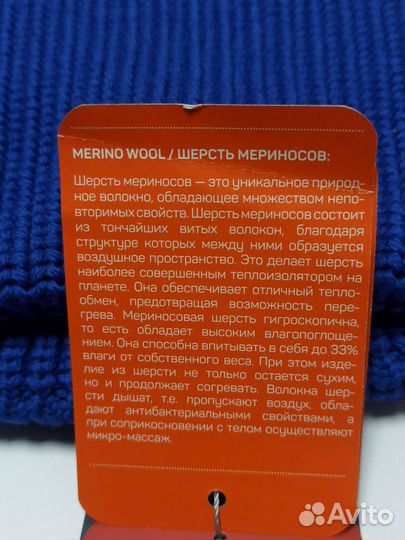 MERINO WOOL / ШЕРСТЬ МЕРИНОСОВ:
Шерсть мериносов — это уникальное природ-
ное волокно, обладающее множеством непо-
вторимых свойств. Шерсть мериносов состоит
из тончайших витых волокон, благодаря
структуре которых между ними образуется
воздушное пространство. Это делает шерсть
наиболее совершенным теплоизолятором на
планете. Она обеспечивает отличный тепло-
обмен, предотвращая возможность пере-
грева. Мериносовая шерсть гигроскопична,
то есть обладает высоким влагопоглоще-
нием. Она способна впитывать в себя до 33%
влаги от собственного веса. При этом изде-
лие из шерсти не только остается сухим,
но и продолжает согревать. Волокна шер-
сти дышат, т.е. пропускают воздух, обла-
дают антибактериальными свойствами, а
при соприкосновении с телом осуществляют
микро-массаж.
Avito